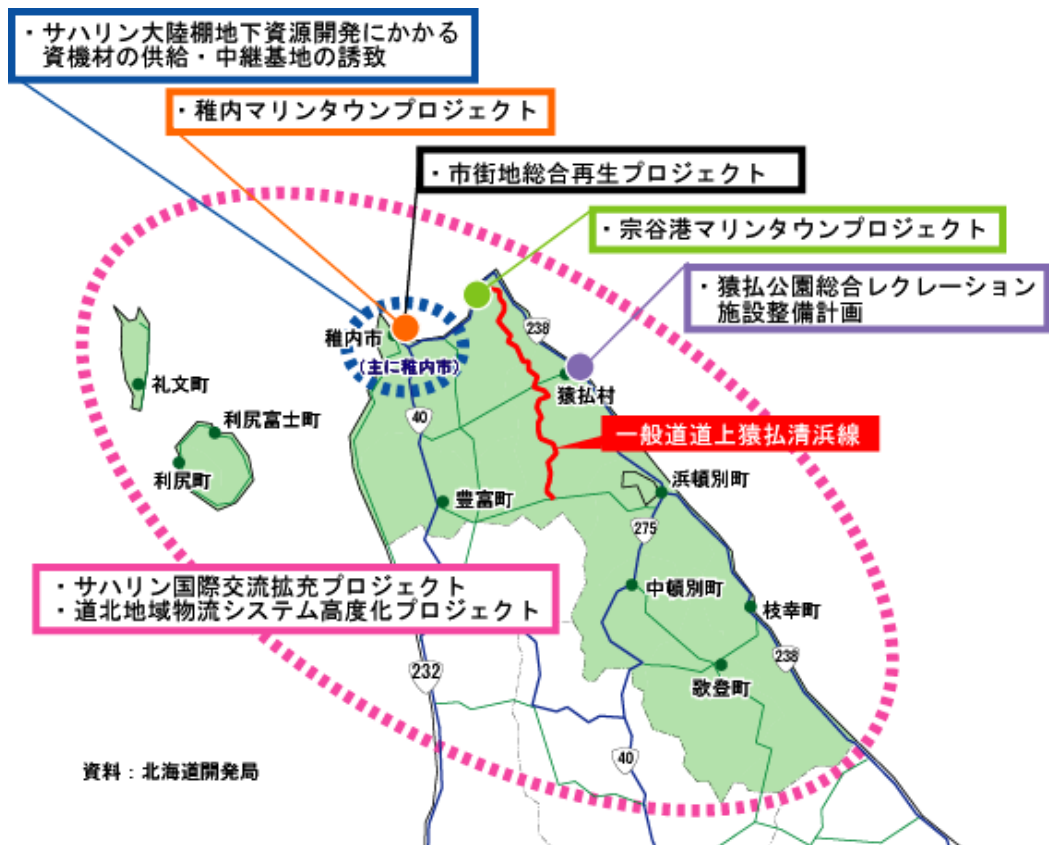 ・サハリン大陸棚地下資源開発にかかる
資機材の供給・中継基地の誘致
・稚内マリンタウンプロジェクト
・市街地総合再生プロジェクト
・宗谷港マリンタウンプロジェクト
・猿払公園総合レクレーション
施設整備計画
稚内市
(主に稚内市)
238
礼文町
猿払村
40
利尻富士町
一般道道上猿払清浜線
利尻町
豊富町
浜頓別町
275
・サハリン国際交流拡充プロジェクト
・道北地域物流システム高度化プロジェクト
中頓別町
枝幸町
238
232
歌登町
40
資料:北海道開発局